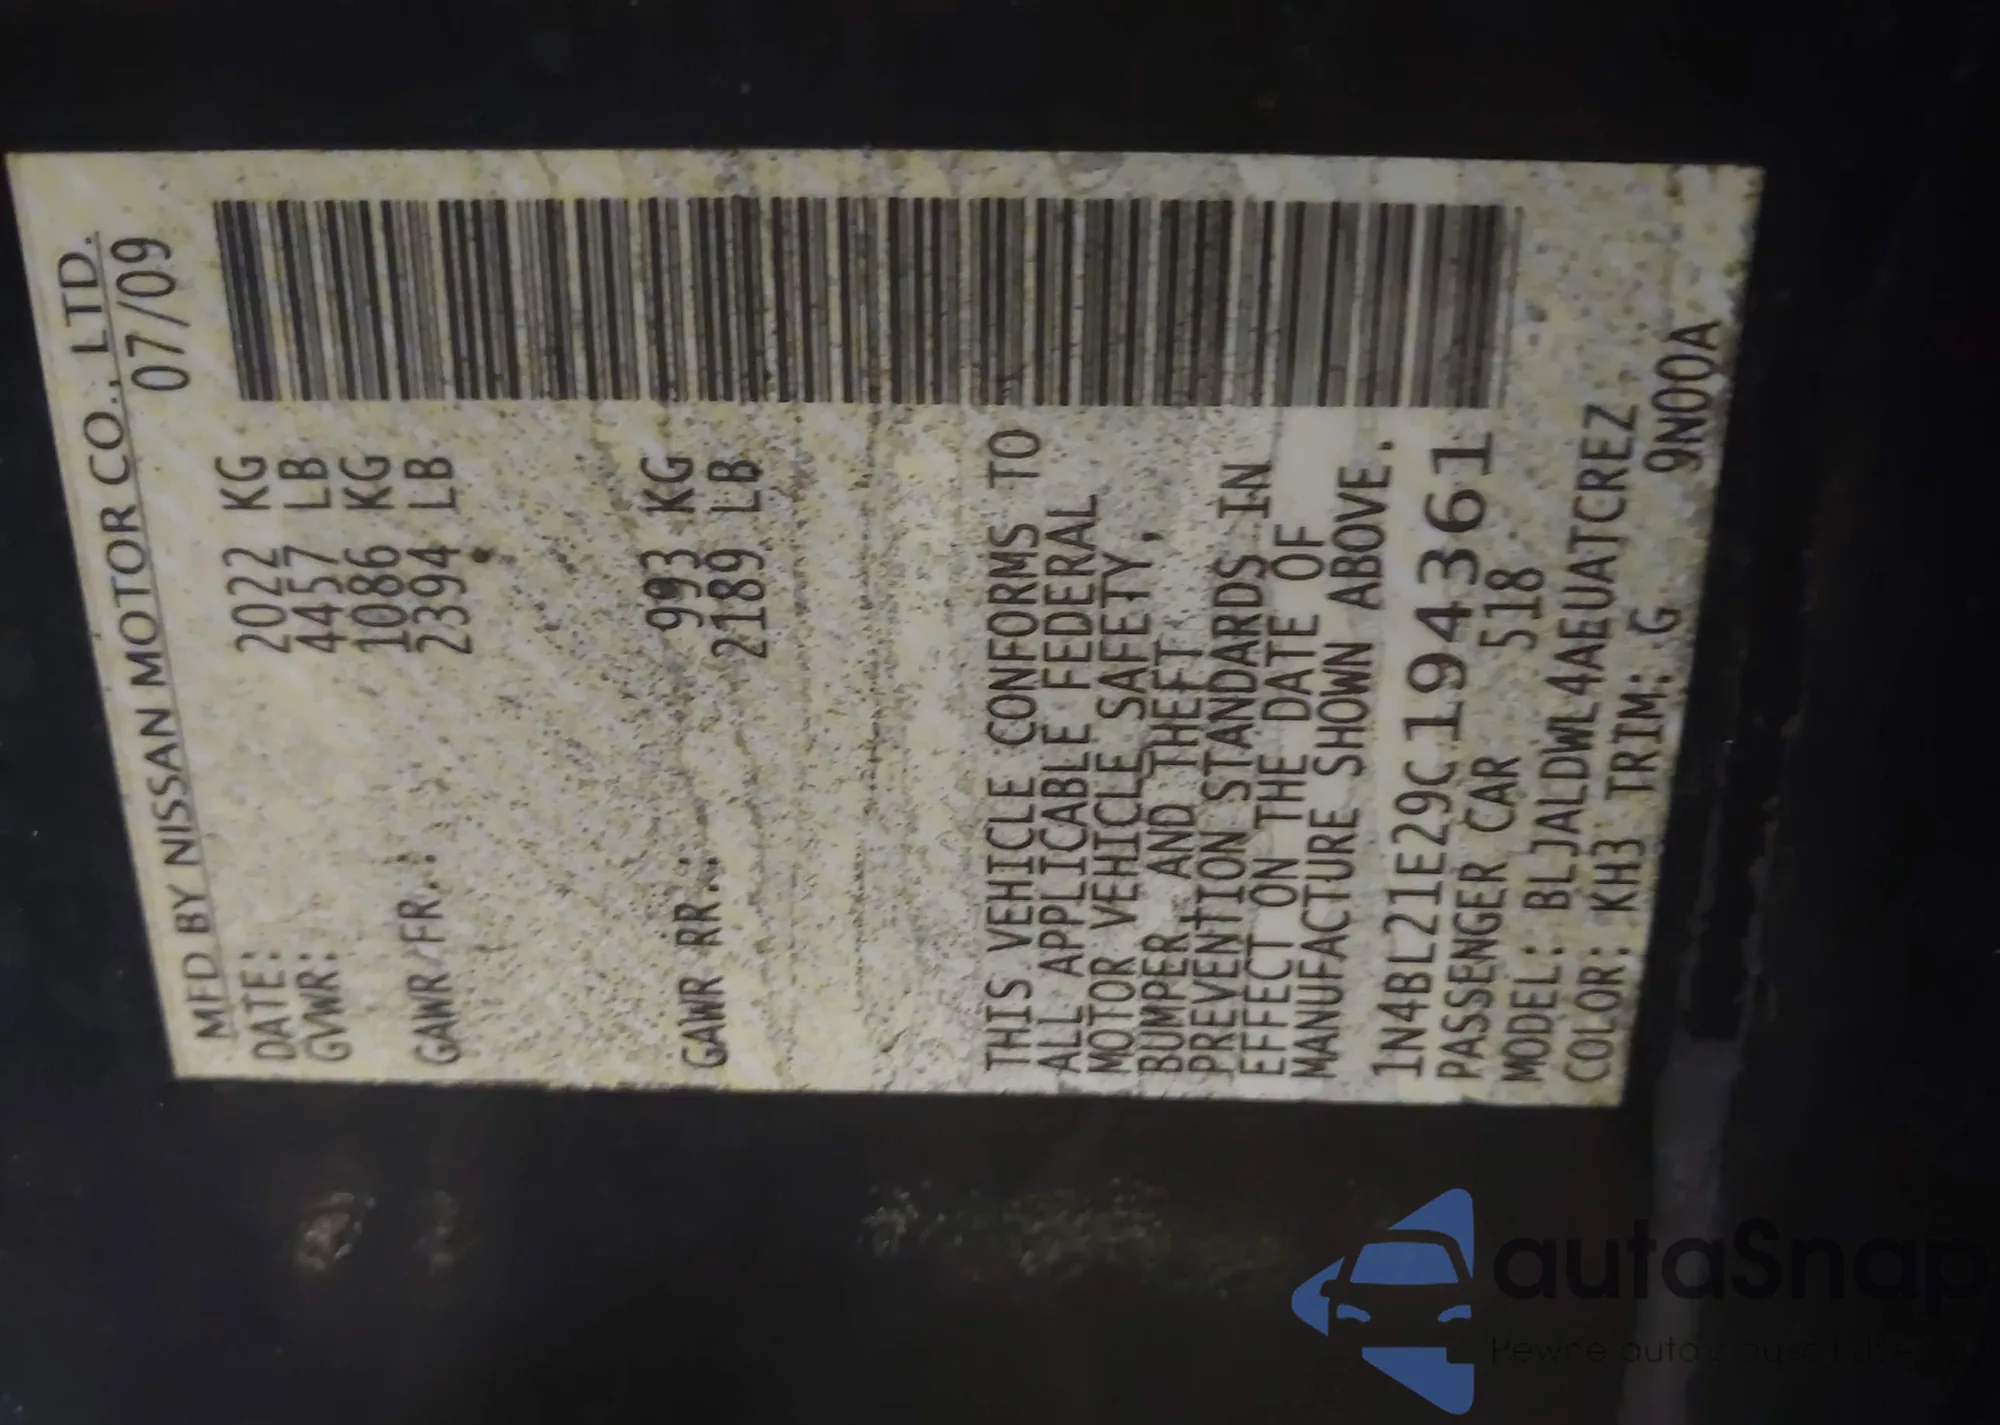 MFD BY NISSAN MOTOR CO., LTD.
DATE: 07/09
GVWR: 2022 KG
4457 LB
GAWR/FR.: 1086 KG
2394 LB
GAWR RR.: 993 KG
2189 LB
THIS VEHICLE CONFORMS TO
ALL APPLICABLE FEDERAL
MOTOR VEHICLE SAFETY,
BUMPER, AND THEFT
PREVENTION STANDARDS IN
EFFECT ON THE DATE OF
MANUFACTURE SHOWN ABOVE.
1N4BL21E29C194361
PASSENGER CAR 518
MODEL: BLJALDWL4AEUATCREZ
COLOR: KH3 TRIM: G 9N00A
autaSnap
Pewne auta z